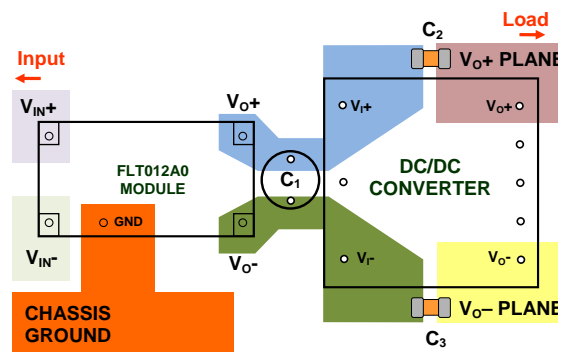 Input
Load
C2
VO+ PLANE
VIN+
VO+
VI+
VO+
FLT012A0
MODULE
C1
DC/DC
CONVERTER
GND
VIN-
VO-
VI-
VO-
CHASSIS
GROUND
VO– PLANE
C3